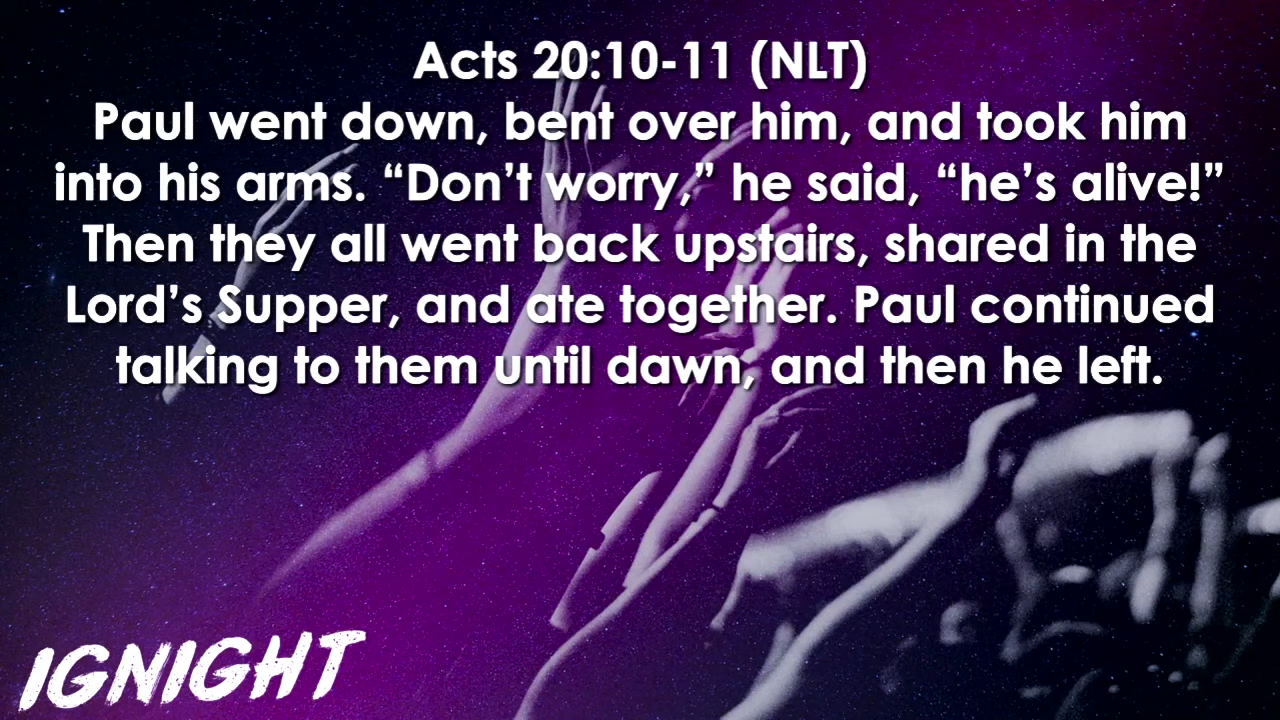 Acts 20:10-11 (NLT)
Paul went down, bent over him, and took him
into his arms. “Don’t worry,” he said, “he’s alive!”
Then they all went back upstairs, shared in the
Lord’s Supper, and ate together. Paul continued
talking to them until dawn, and then he left.
IGNIGHT